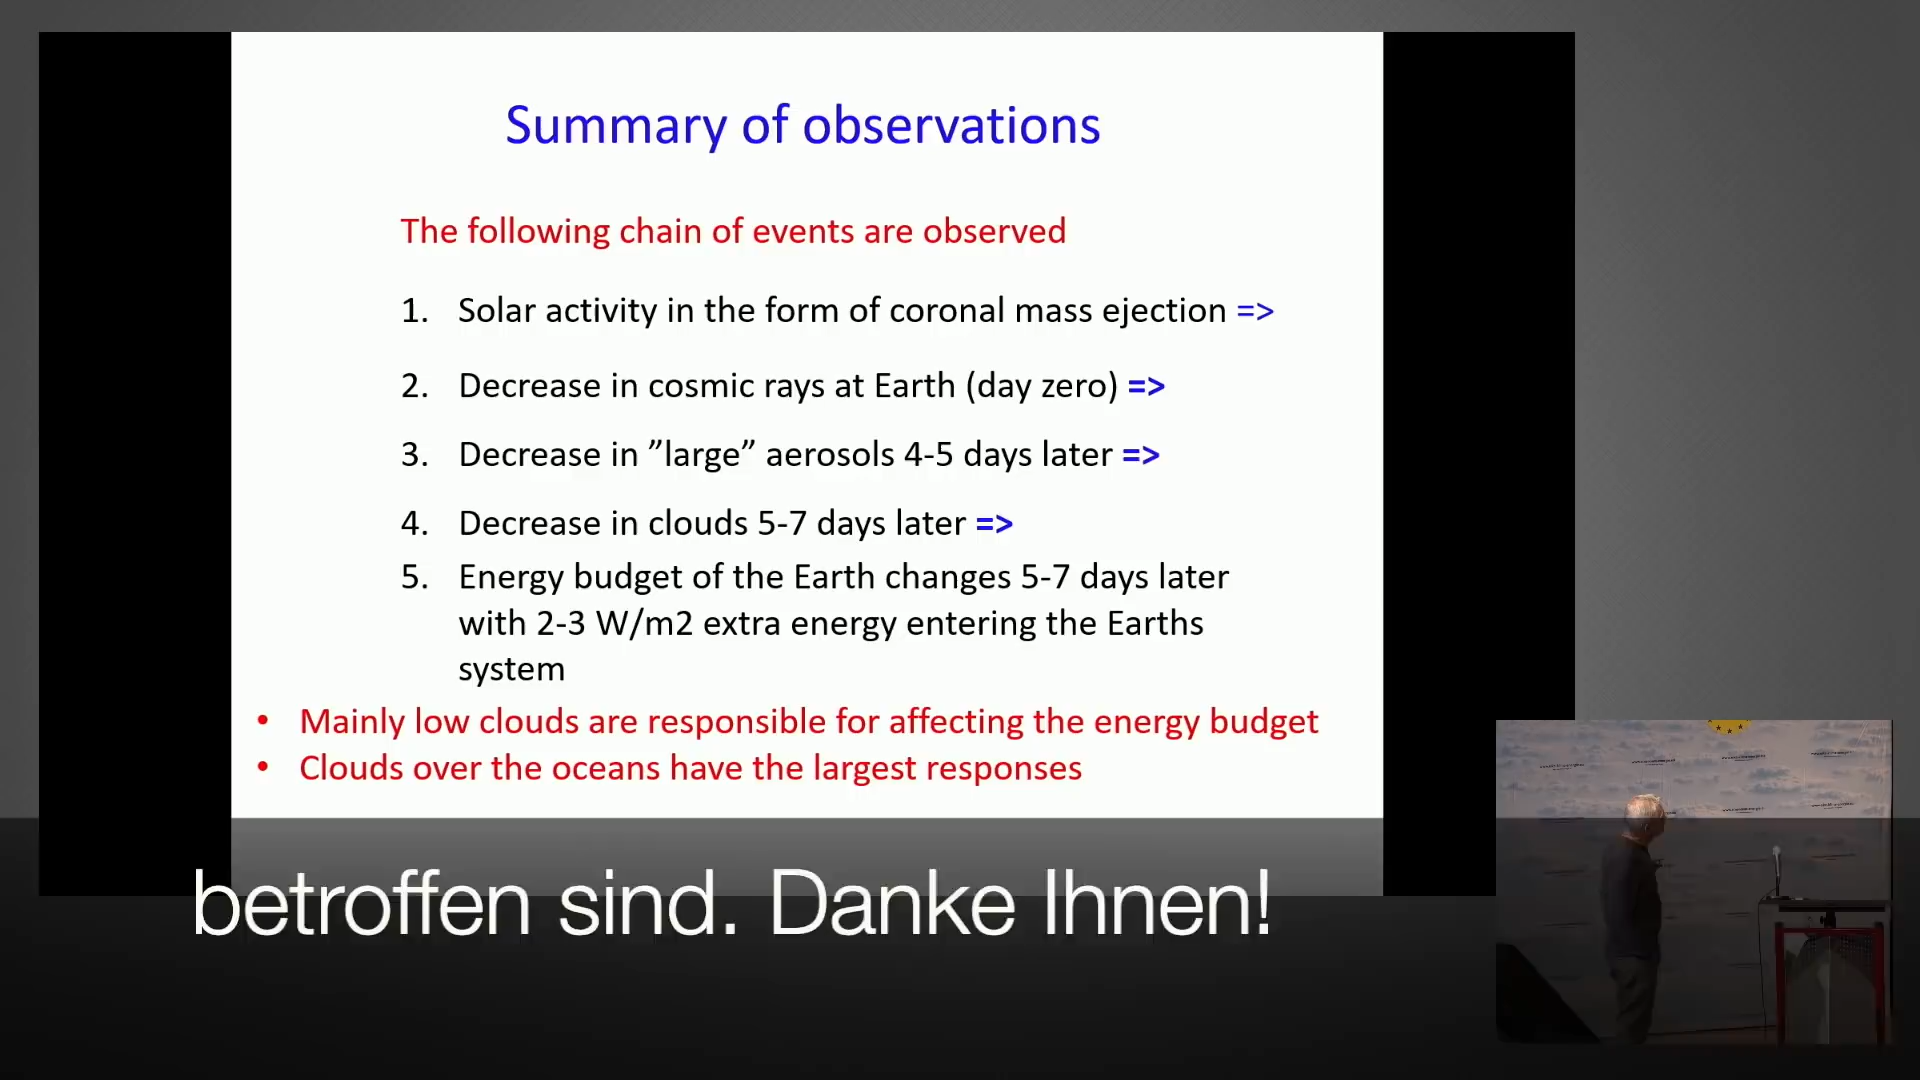 Summary of observations
The following chain of events are observed
1. Solar activity in the form of coronal mass ejection =>
2. Decrease in cosmic rays at Earth (day zero) =>
3. Decrease in ”large” aerosols 4-5 days later =>
4. Decrease in clouds 5-7 days later =>
5. Energy budget of the Earth changes 5-7 days later
with 2-3 W/m2 extra energy entering the Earths
system
• Mainly low clouds are responsible for affecting the energy budget
• Clouds over the oceans have the largest responses
betroffen sind. Danke Ihnen!